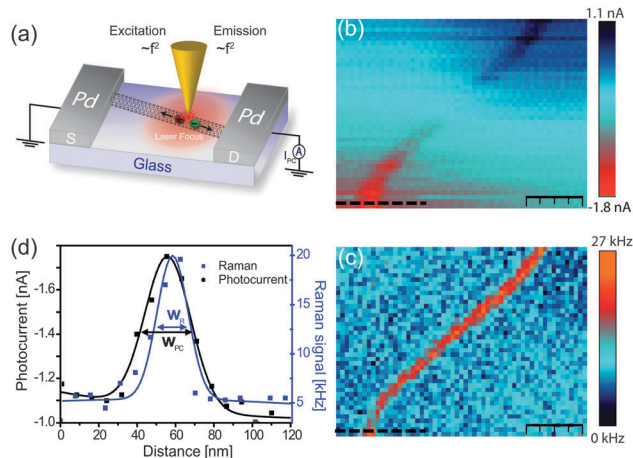 (a)
Excitation
~f²
Emission
~f²
Pd
Pd
Laser Focus
S
D
Glass
I_PC
A
(b)
1.1 nA
-1.8 nA
(c)
27 kHz
0 kHz
(d)
Photocurrent [nA]
-1.6
-1.4
-1.2
-1.0
Raman
Photocurrent
W_R
W_PC
20
15
10
5
Raman signal [kHz]
0
20
40
60
80
100
120
Distance [nm]